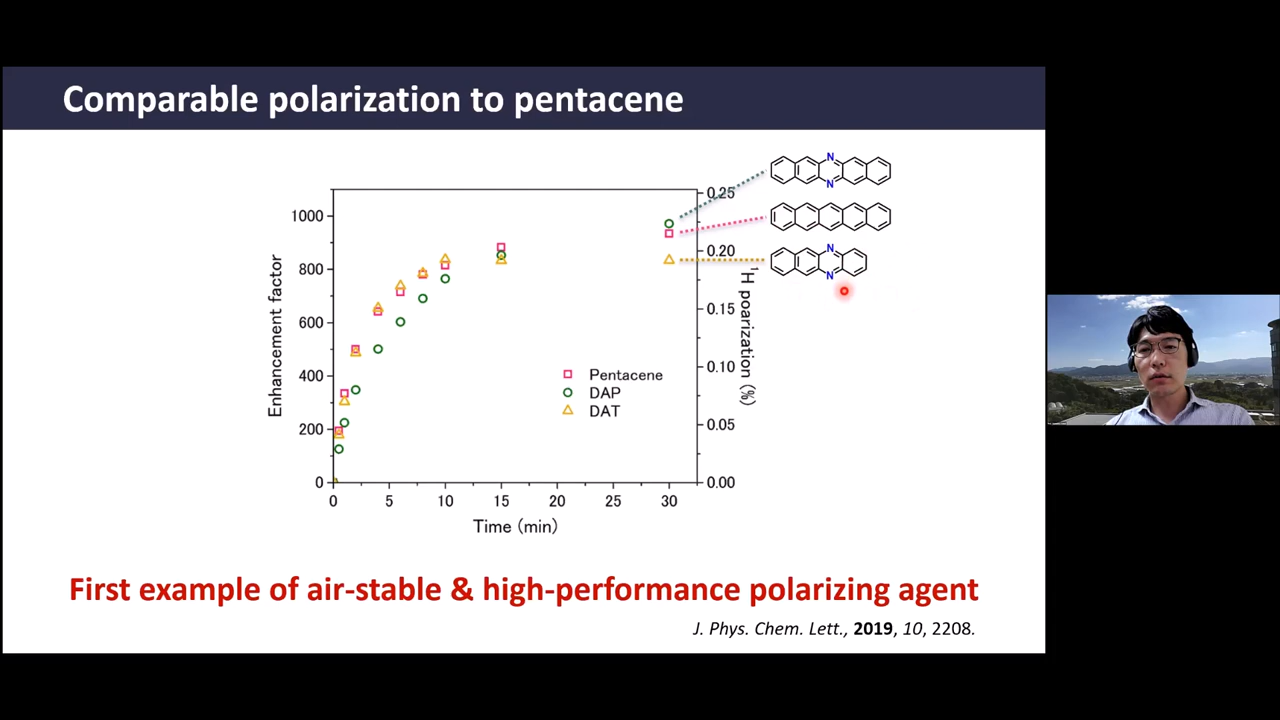 Comparable polarization to pentacene
1000
800
600
400
200
0
Enhancement factor
0 5 10 15 20 25 30
Time (min)
0.25
0.20
0.15
0.10
0.05
0.00
¹H poarization (%)
Pentacene
DAP
DAT
N
N
N
N
First example of air-stable & high-performance polarizing agent
J. Phys. Chem. Lett., 2019, 10, 2208.